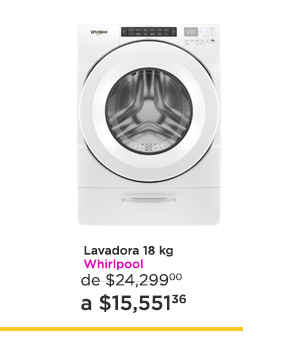 Whirlpool
Lavadora 18 kg
Whirlpool
de $24,299⁰⁰
a $15,551³⁶